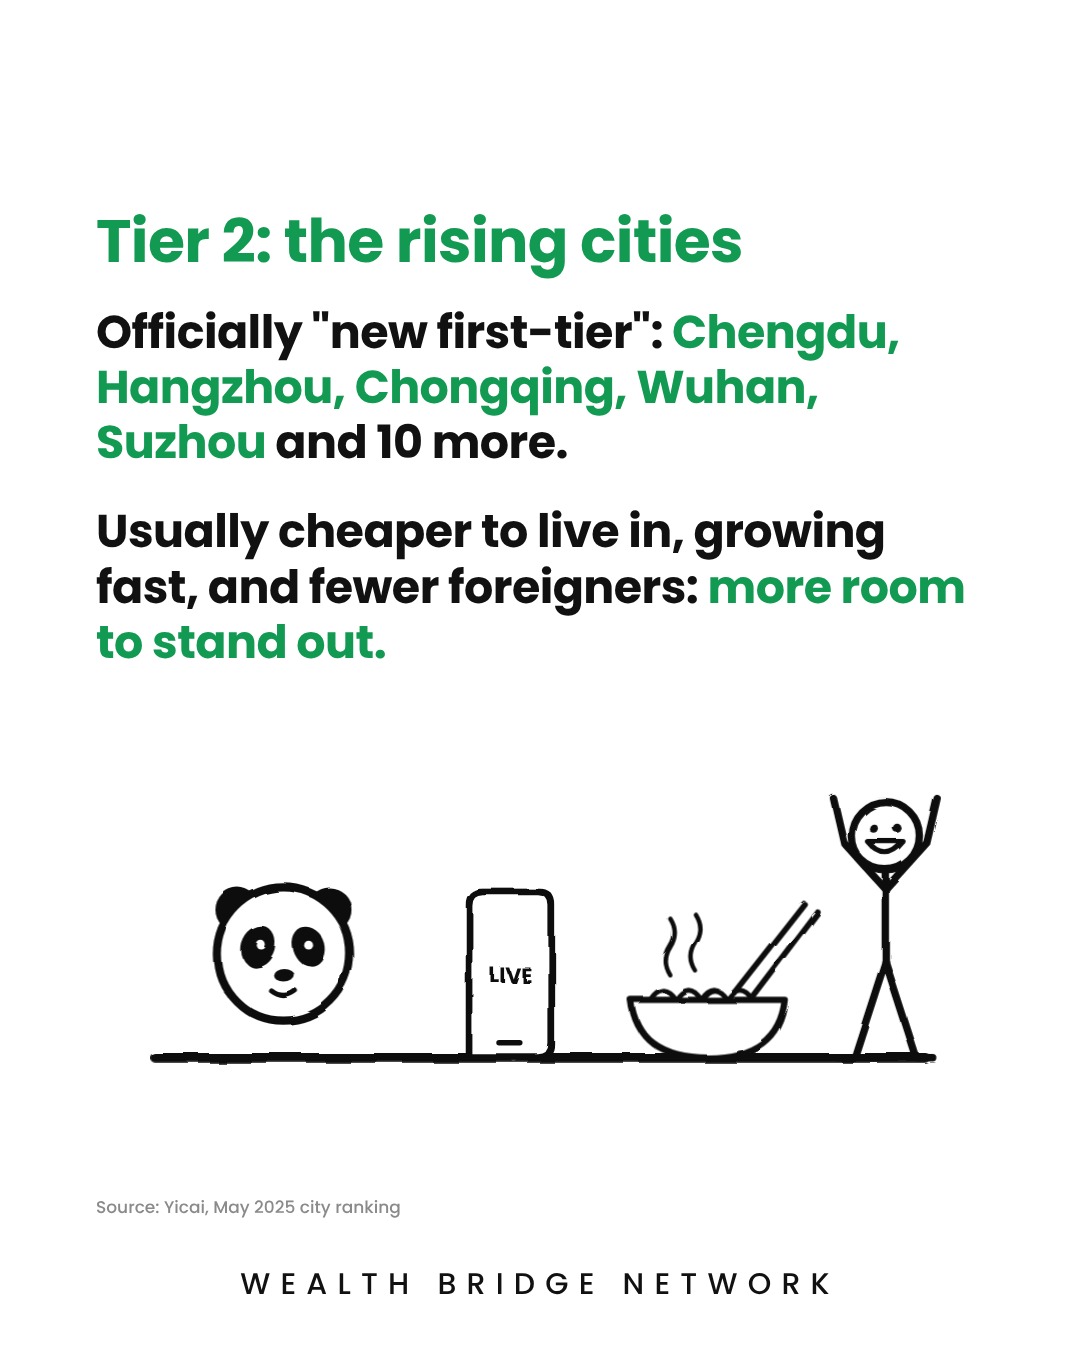 Tier 2: the rising cities
Officially "new first-tier": Chengdu,
Hangzhou, Chongqing, Wuhan,
Suzhou and 10 more.
Usually cheaper to live in, growing
fast, and fewer foreigners: more room
to stand out.
LIVE
Source: Yicai, May 2025 city ranking
WEALTH BRIDGE NETWORK